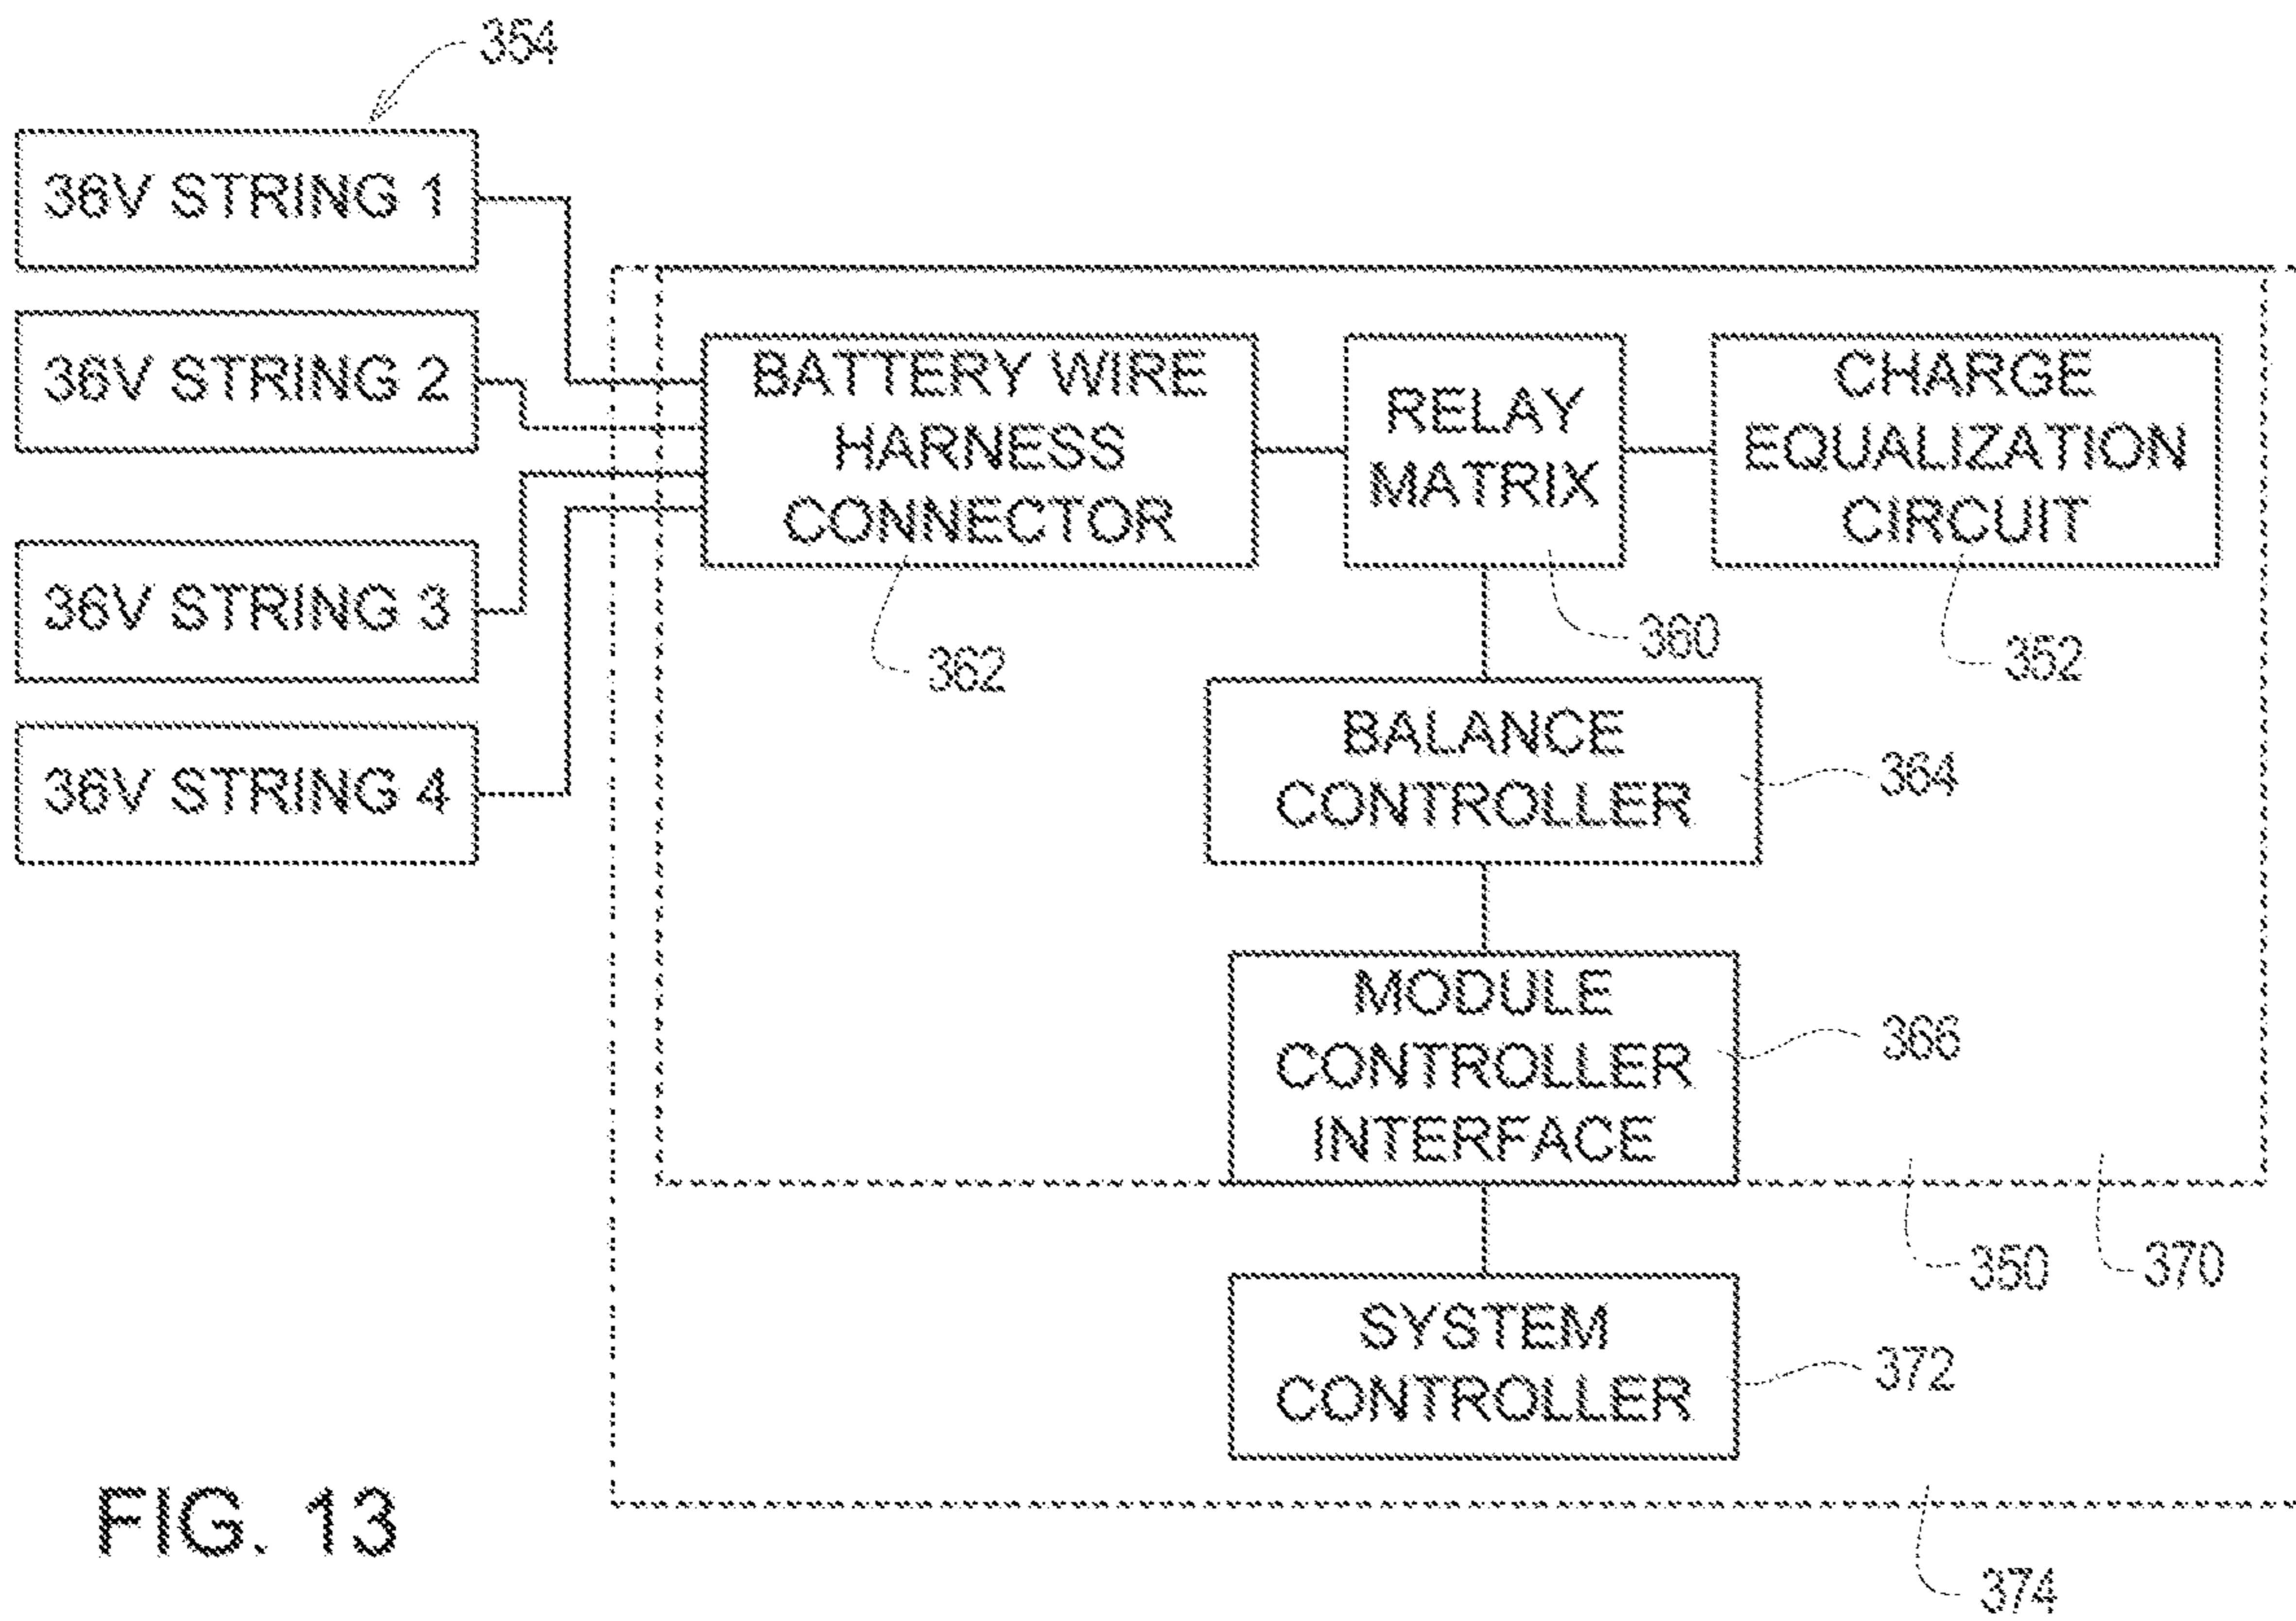 354
36V STRING 1
36V STRING 2
36V STRING 3
36V STRING 4
BATTERY WIRE
HARNESS
CONNECTOR
362
RELAY
MATRIX
360
CHARGE
EQUALIZATION
CIRCUIT
352
BALANCE
CONTROLLER
364
MODULE
CONTROLLER
INTERFACE
366
350
370
SYSTEM
CONTROLLER
372
374
FIG. 13